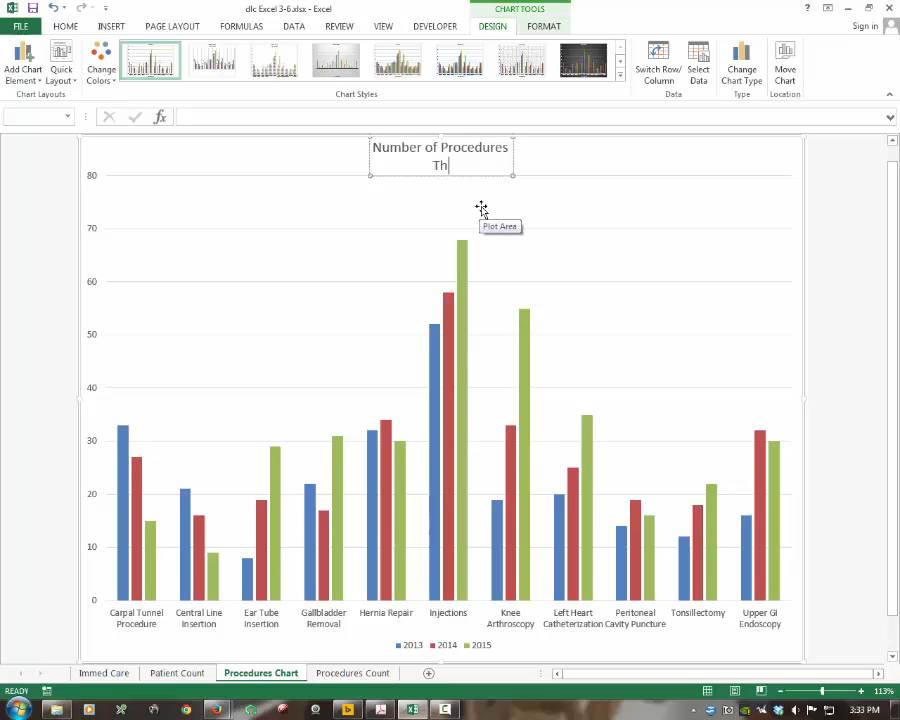 dlc Excel 3-6.xlsx - Excel
CHART TOOLS
?
FILE
HOME
INSERT
PAGE LAYOUT
FORMULAS
DATA
REVIEW
VIEW
DEVELOPER
DESIGN
FORMAT
Sign in
Add Chart
Element
Quick
Layout
Change
Colors
Switch Row/
Column
Select
Data
Change
Chart Type
Move
Chart
Chart Layouts
Chart Styles
Data
Type
Location
fx
Number of Procedures
Th
Plot Area
80
70
60
50
40
30
20
10
0
Carpal Tunnel
Procedure
Central Line
Insertion
Ear Tube
Insertion
Gallbladder
Removal
Hernia Repair
Injections
Knee
Arthroscopy
Left Heart
Catheterization
Peritoneal
Cavity Puncture
Tonsillectomy
Upper GI
Endoscopy
2013
2014
2015
Immed Care
Patient Count
Procedures Chart
Procedures Count
READY
113%
3:33 PM